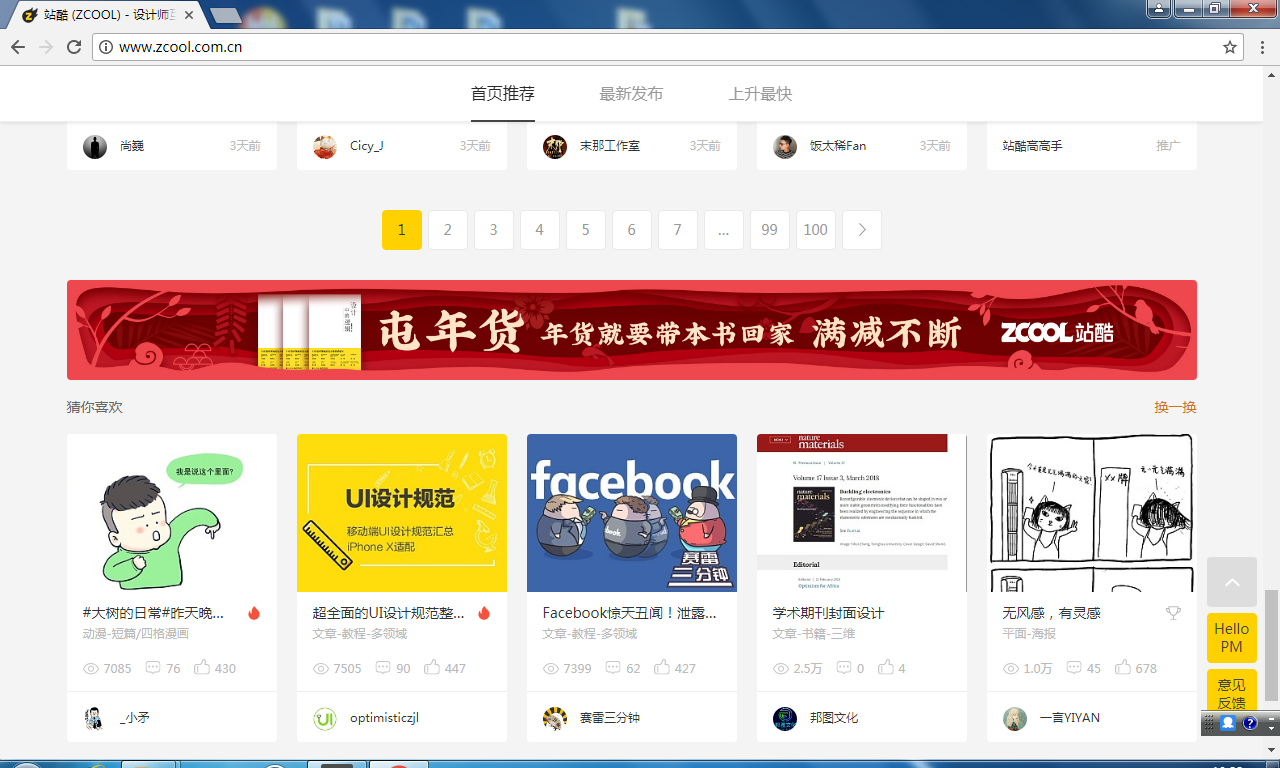 站酷 (ZCOOL) - 设计师互
www.zcool.com.cn
首页推荐 最新发布 上升最快
尚巍 3天前 Cicy_J 3天前 末那工作室 3天前 饭太稀Fan 3天前 站酷高高手 推广
1 2 3 4 5 6 7 ... 99 100
屯年货 年货就要带本书回家 满减不断 ZCOOL站酷
猜你喜欢 换一换
我是说这个里面?
UI设计规范
移动端UI设计规范汇总
iPhone X适配
facebook
赛雷
三分钟
nature
materials
Volume 17 Issue 3, March 2018
Building electronics
Editorial
XX牌
#大树的日常#昨天晚... 超全面的UI设计规范整... Facebook惊天丑闻！泄露... 学术期刊封面设计 无风感，有灵感
动漫-短篇/四格漫画 文章-教程-多领域 文章-教程-多领域 文章-书籍-三维 平面-海报
7085 76 430 7505 90 447 7399 62 427 2.5万 0 4 1.0万 45 678
_小矛 optimisticzjl 赛雷三分钟 邦图文化 一言YIYAN
Hello
PM
意见
反馈